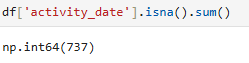 df['activity_date'].isna().sum()
np.int64(737)